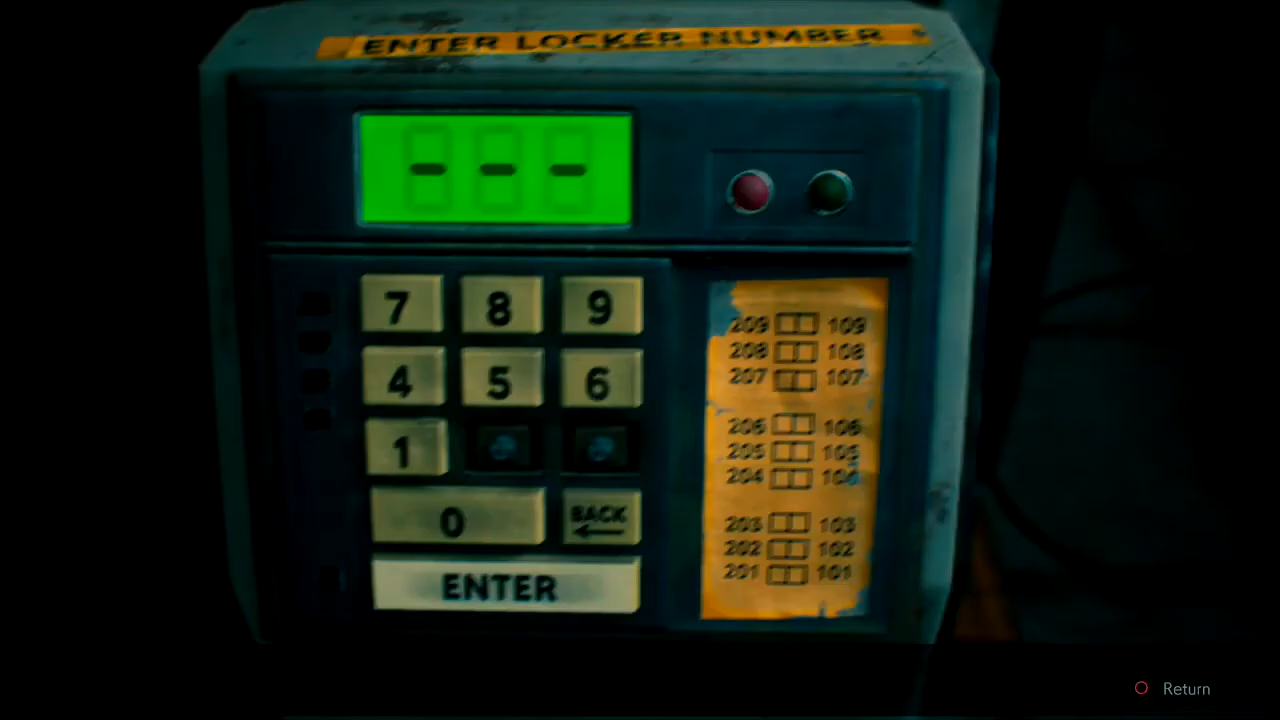 ENTER LOCKER NUMBER
- - -
7 8 9
4 5 6
1
0 BACK
ENTER
209 109
208 108
207 107
206 106
205 105
204 104
203 103
202 102
201 101
Return